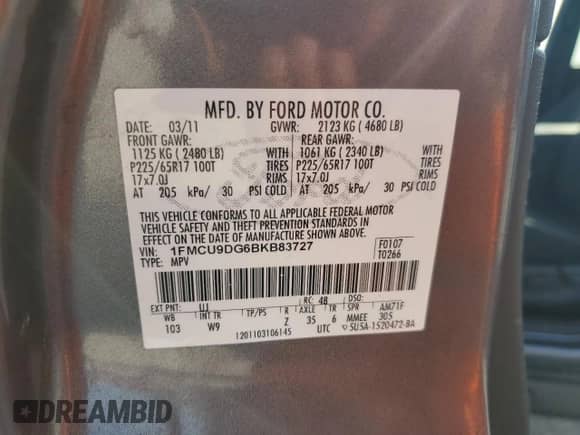 MFD. BY FORD MOTOR CO.
DATE: 03/11 GVWR: 2123 KG ( 4680 LB)
FRONT GAWR: REAR GAWR:
1125 KG ( 2480 LB) WITH 1061 KG ( 2340 LB) WITH
P225/65R17 100T TIRES P225/65R17 100T TIRES
17x7.0J RIMS 17x7.0J RIMS
AT 205 kPa/ 30 PSI COLD AT 205 kPa/ 30 PSI COLD
THIS VEHICLE CONFORMS TO ALL APPLICABLE FEDERAL MOTOR
VEHICLE SAFETY AND THEFT PREVENTION STANDARDS IN
EFFECT ON THE DATE OF MANUFACTURE SHOWN ABOVE.
VIN: 1FMCU9DG6BKB83727 F0107
TYPE: MPV T0266
EXT PNT: UJ RC: 48 DSO:
WB INT TR TP/PS R AXLE TR SPR AM71F
103 W9 Z 35 6 MMEE 305
1201103106145 UTC 5U5A-1520472-BA
DREAMBID